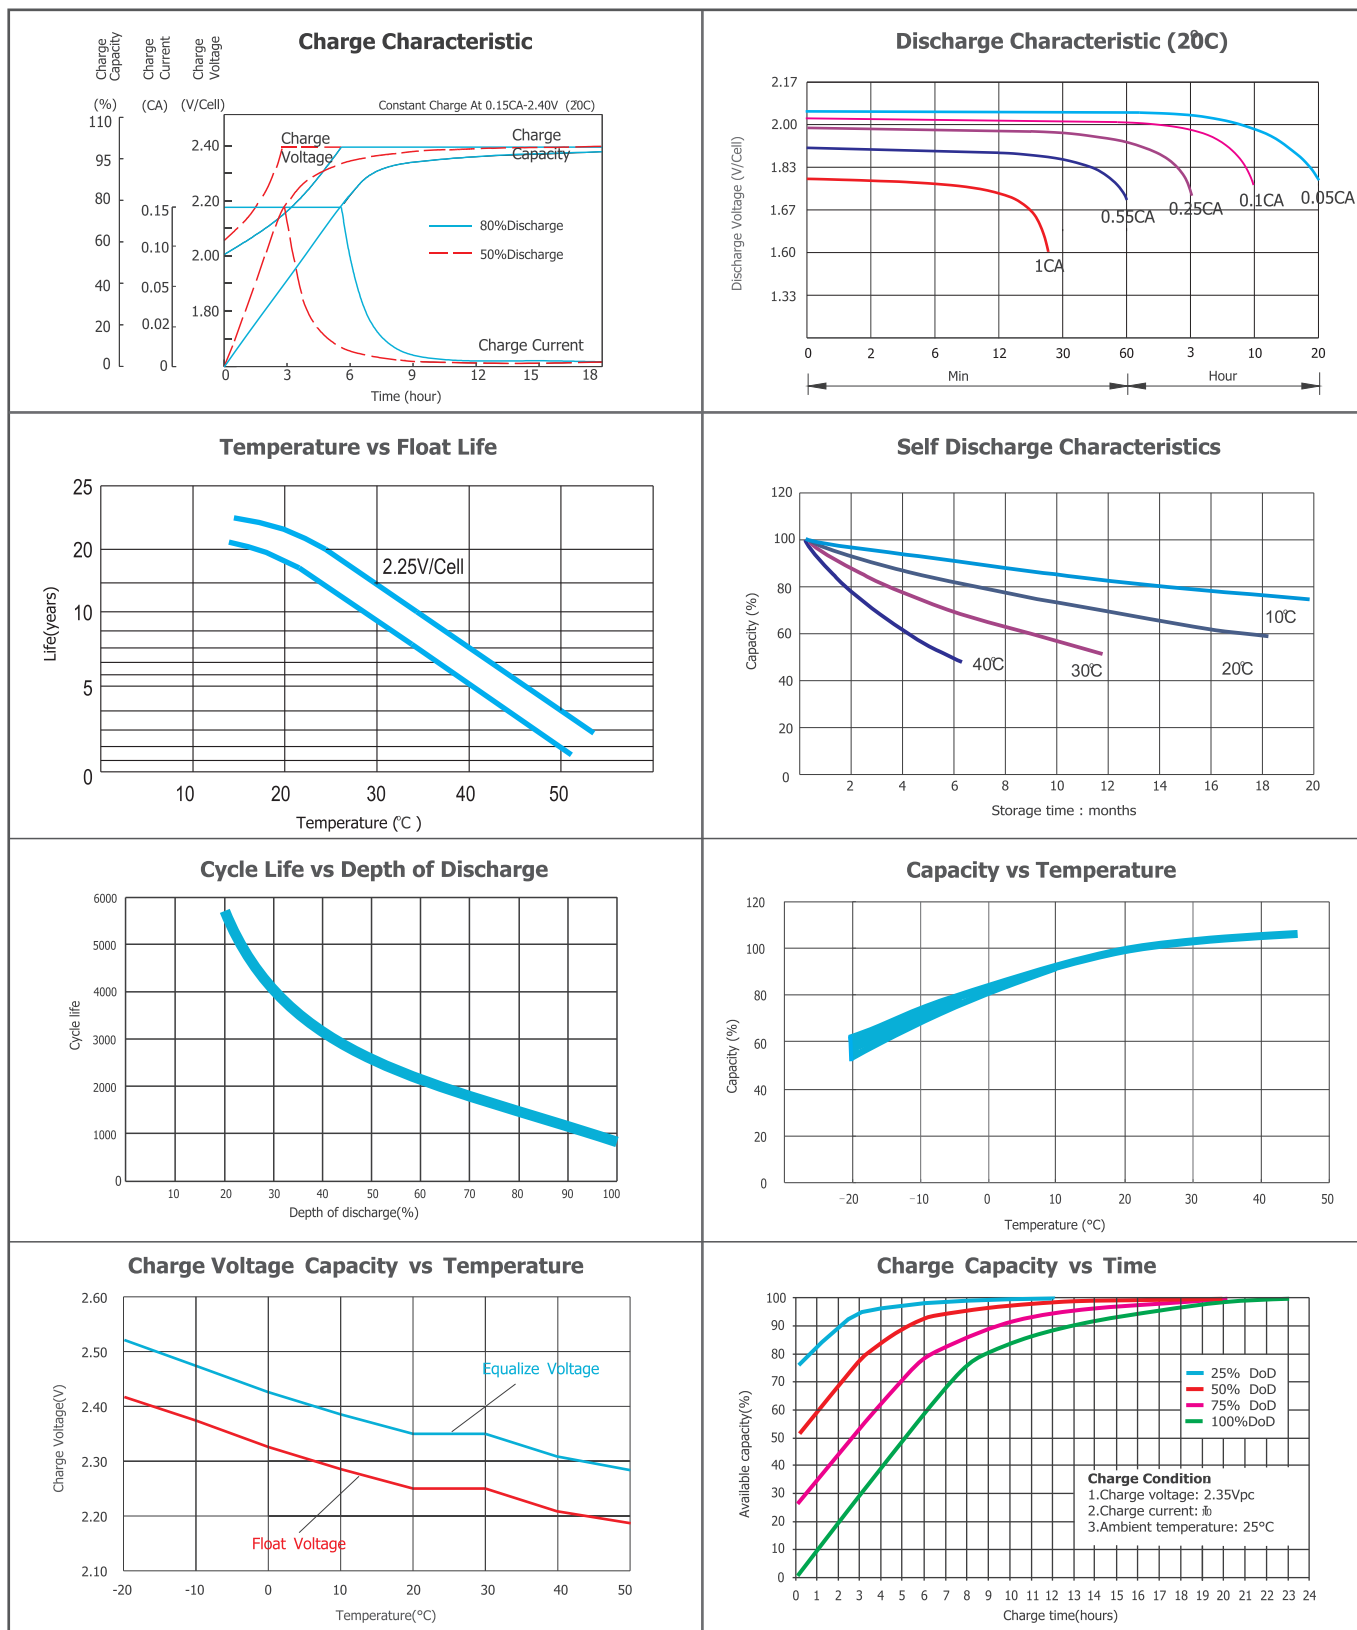 Charge Characteristic
Charge Capacity
Charge Current
Charge Voltage
(%) (CA) (V/Cell)
Constant Charge At 0.15CA-2.40V (20°C)
110
95
80
60
40
20
0
0.15
0.10
0.05
0.02
0
2.40
2.20
2.00
1.80
Charge Voltage
Charge Capacity
80%Discharge
50%Discharge
Charge Current
0 3 6 9 12 15 18
Time (hour)
Discharge Characteristic (20°C)
Discharge Voltage (V/Cell)
2.17
2.00
1.83
1.67
1.60
1.33
1CA
0.55CA
0.25CA
0.1CA
0.05CA
0 2 6 12 30 60 3 10 20
Min Hour
Temperature vs Float Life
Life(years)
25
20
10
5
0
2.25V/Cell
10 20 30 40 50
Temperature (°C )
Self Discharge Characteristics
Capacity (%)
120
100
80
60
40
20
0
10°C
20°C
30°C
40°C
2 4 6 8 10 12 14 16 18 20
Storage time : months
Cycle Life vs Depth of Discharge
Cycle life
6000
5000
4000
3000
2000
1000
0
10 20 30 40 50 60 70 80 90 100
Depth of discharge(%)
Capacity vs Temperature
Capacity (%)
120
100
80
60
40
20
0
-20 -10 0 10 20 30 40 50
Temperature (°C)
Charge Voltage Capacity vs Temperature
Charge Voltage(V)
2.60
2.50
2.40
2.30
2.20
2.10
Equalize Voltage
Float Voltage
-20 -10 0 10 20 30 40 50
Temperature(°C)
Charge Capacity vs Time
Available capacity(%)
100
90
80
70
60
50
40
30
20
10
0
25% DoD
50% DoD
75% DoD
100%DoD
Charge Condition
1.Charge voltage: 2.35Vpc
2.Charge current:
3.Ambient temperature: 25°C
0 1 2 3 4 5 6 7 8 9 10 11 12 13 14 15 16 17 18 19 20 21 22 23 24
Charge time(hours)